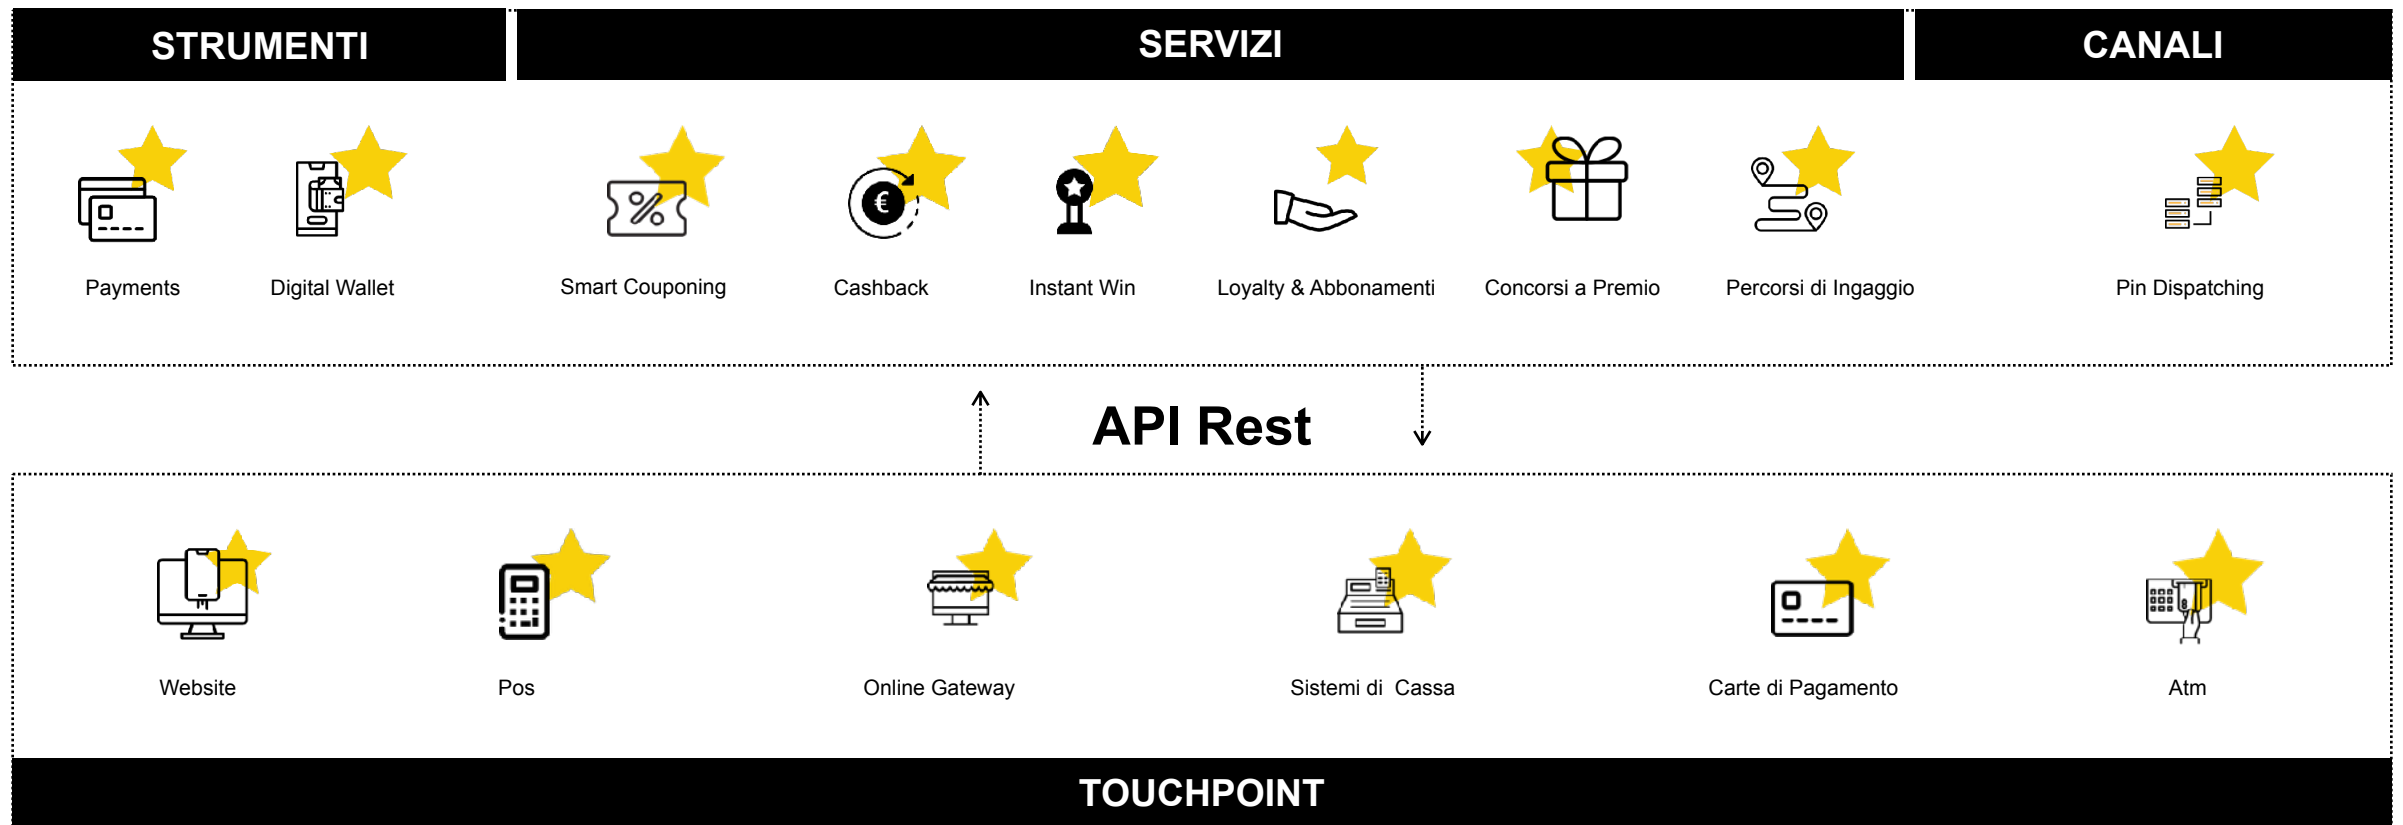 STRUMENTI
SERVIZI
CANALI
Payments
Digital Wallet
Smart Couponing
Cashback
Instant Win
Loyalty & Abbonamenti
Concorsi a Premio
Percorsi di Ingaggio
Pin Dispatching
API Rest
Website
Pos
Online Gateway
Sistemi di  Cassa
Carte di Pagamento
Atm
TOUCHPOINT